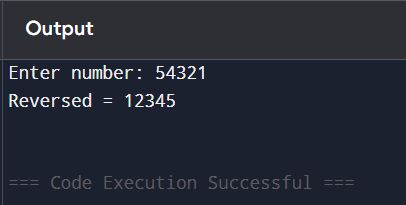 Output
Enter number: 54321
Reversed = 12345
=== Code Execution Successful ===